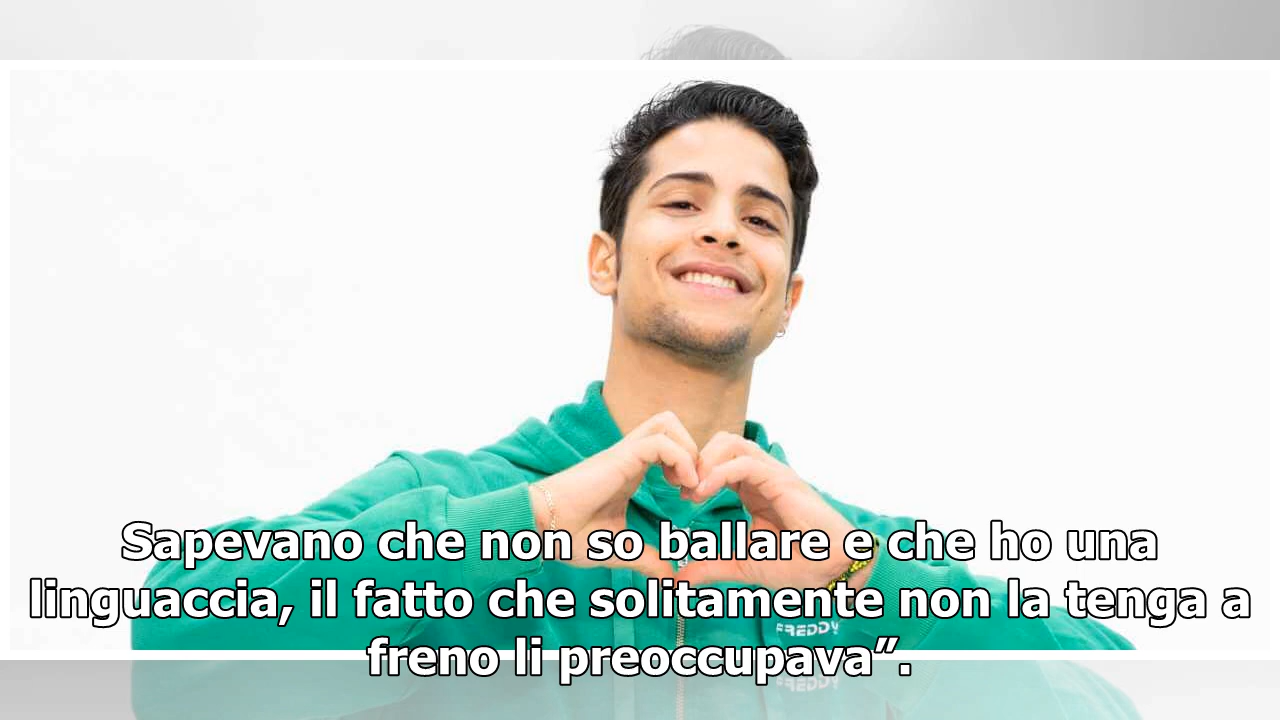 Sapevano che non so ballare e che ho una
linguaccia, il fatto che solitamente non la tenga a
freno li preoccupava”.
FREDDY